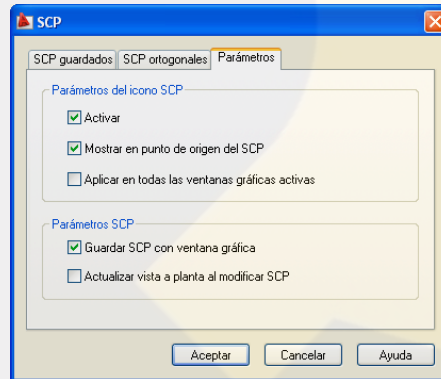 SCP
SCP guardados SCP ortogonales Parámetros
Parámetros del icono SCP
Activar
Mostrar en punto de origen del SCP
Aplicar en todas las ventanas gráficas activas
Parámetros SCP
Guardar SCP con ventana gráfica
Actualizar vista a planta al modificar SCP
Aceptar Cancelar Ayuda